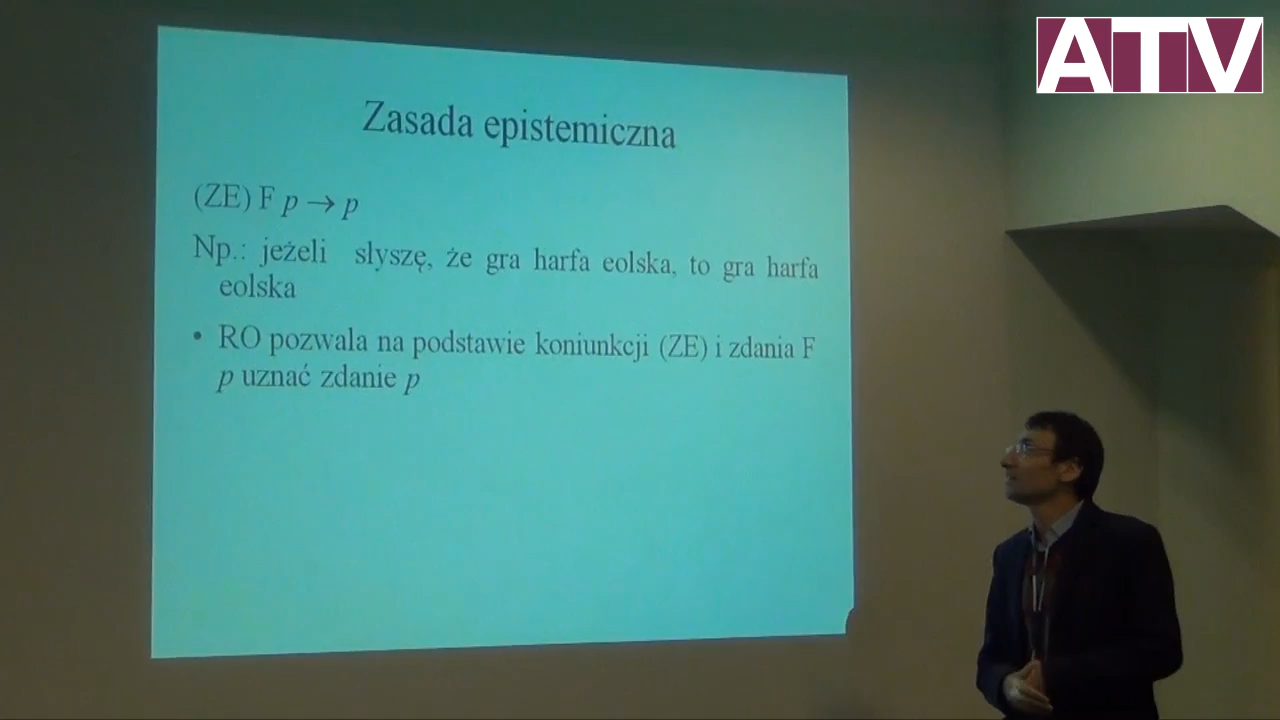 ATV
Zasada epistemiczna
(ZE) F p → p
Np.: jeżeli słyszę, że gra harfa eolska, to gra harfa
eolska
• RO pozwala na podstawie koniunkcji (ZE) i zdania F
p uznać zdanie p